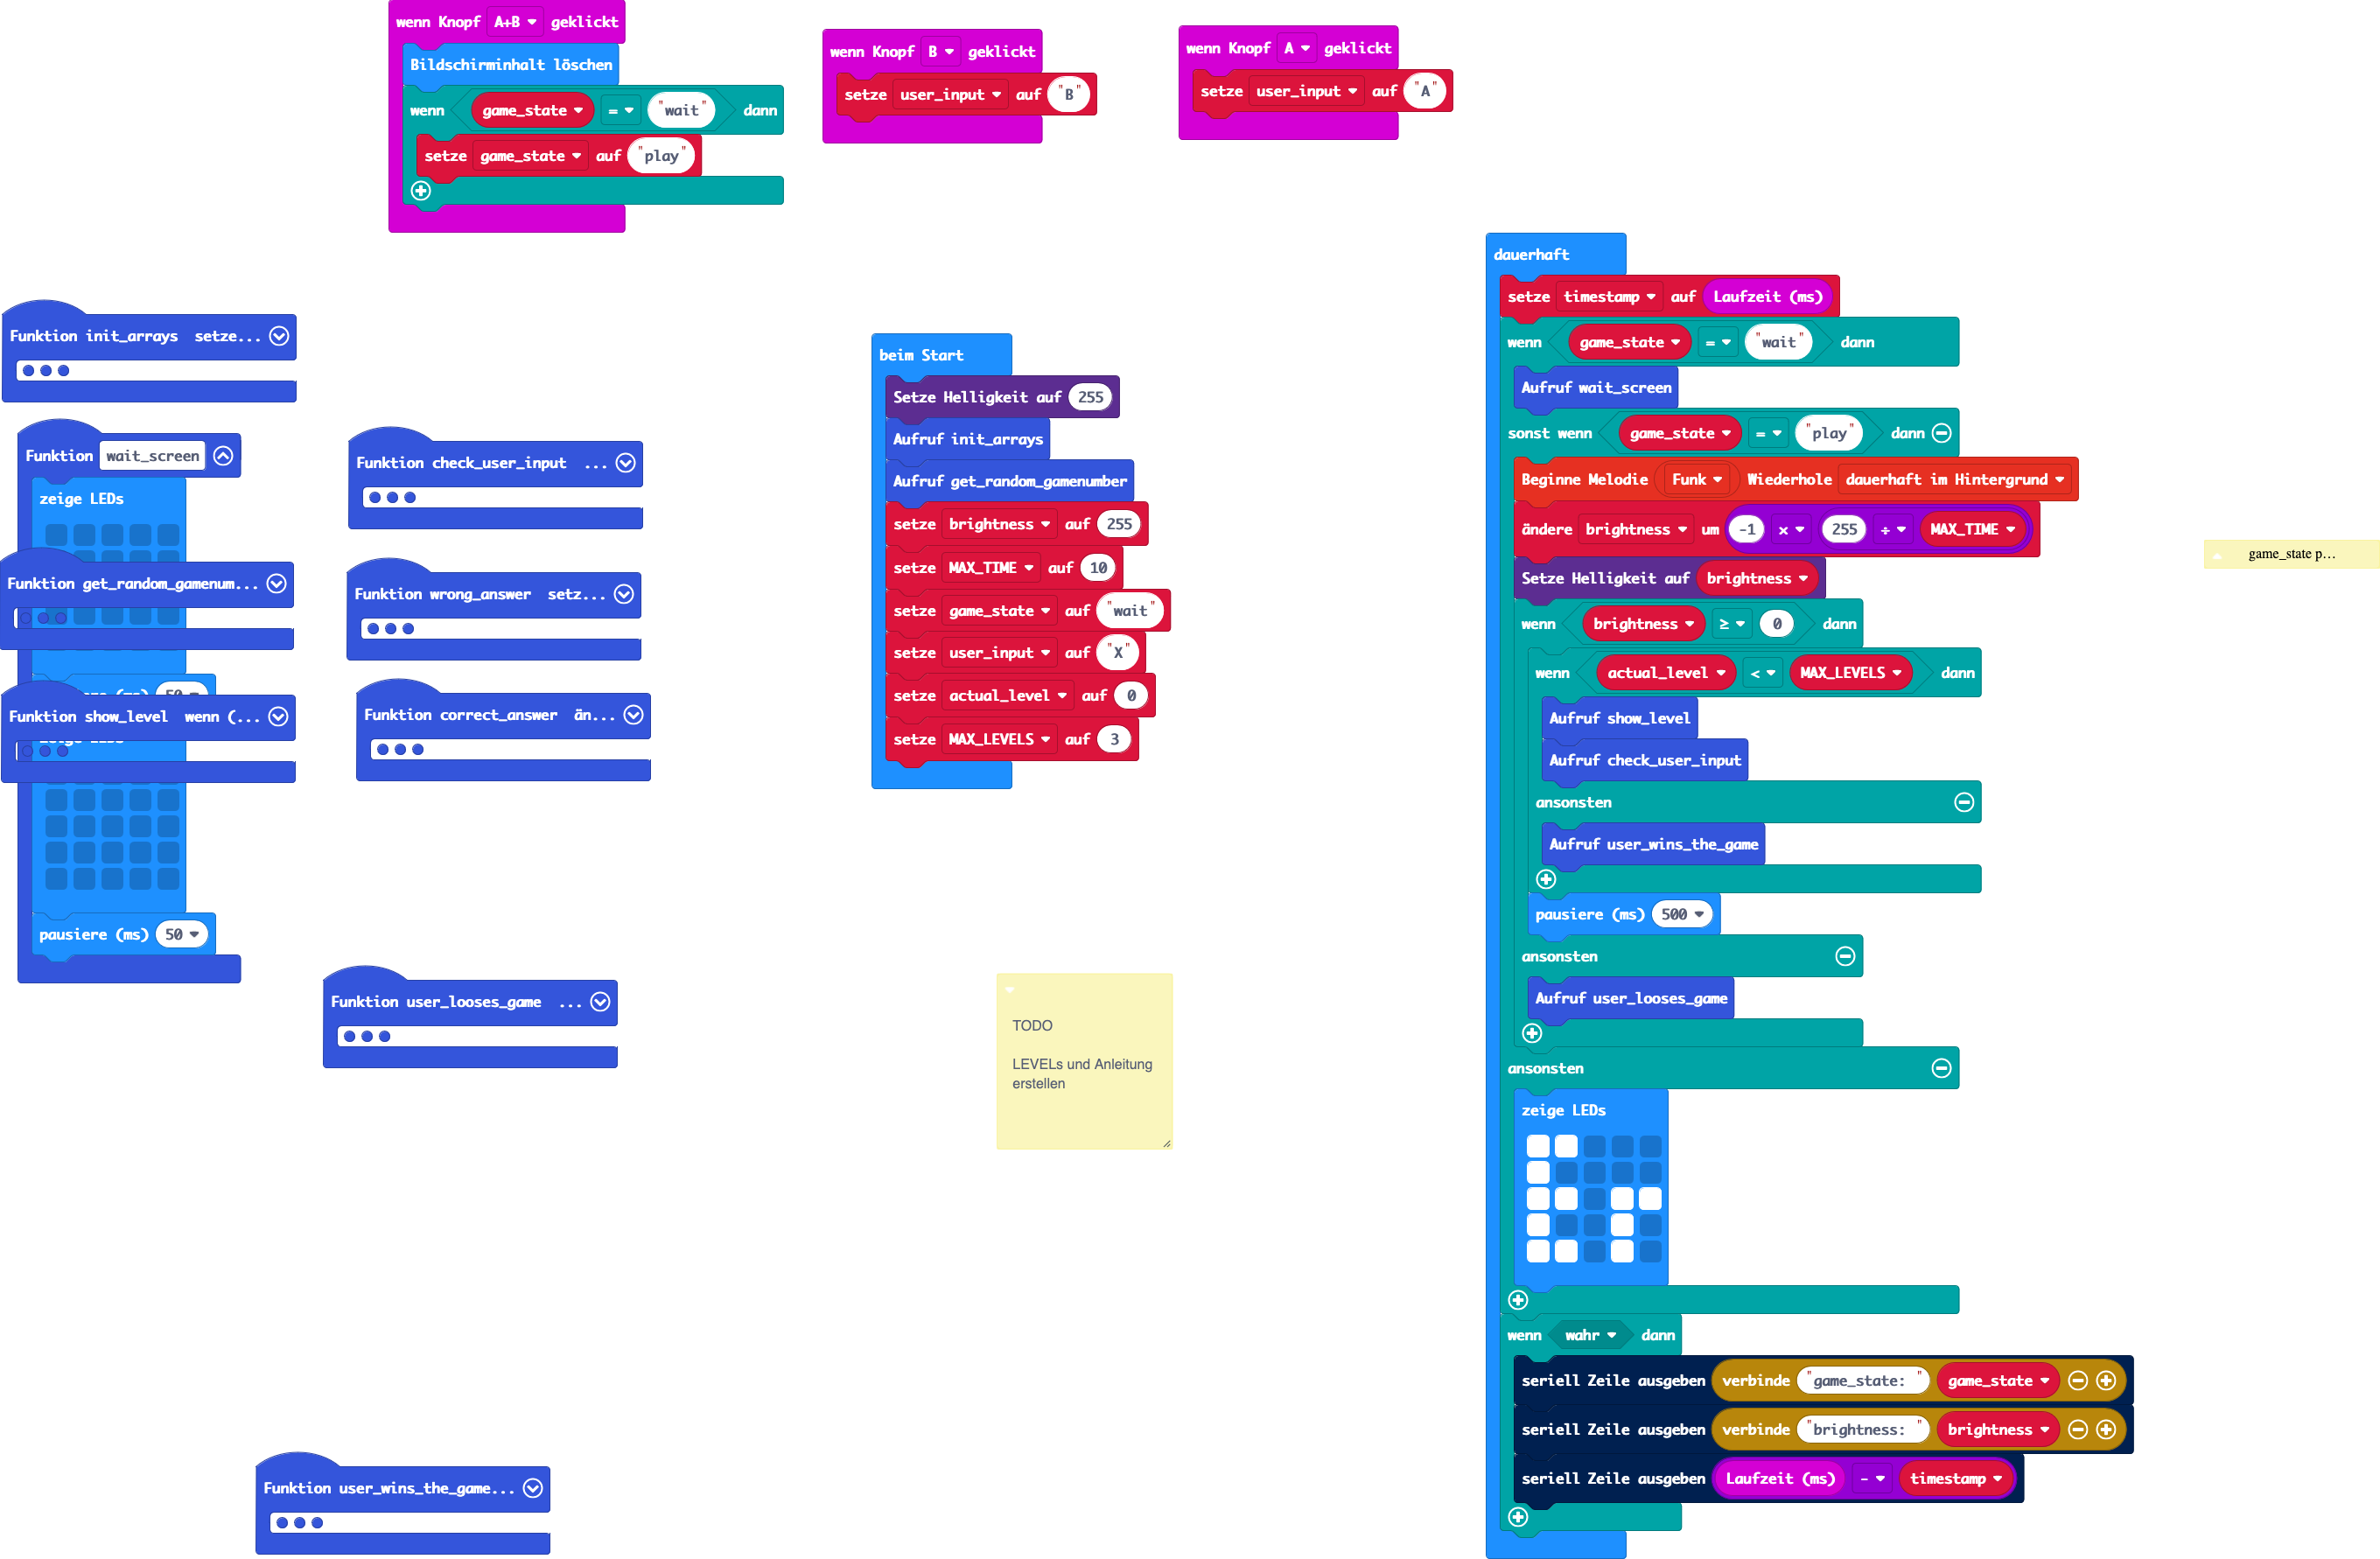 wenn Knopf A+B geklickt
Bildschirminhalt löschen
wenn game_state = "wait" dann
setze game_state auf "play"
wenn Knopf B geklickt
setze user_input auf "B"
wenn Knopf A geklickt
setze user_input auf "A"
Funktion init_arrays setze...
Funktion wait_screen
zeige LEDs
Funktion get_random_gamenum...
50
Funktion show_level wenn (...
pausiere (ms) 50
Funktion check_user_input ...
Funktion wrong_answer setz...
Funktion correct_answer än...
Funktion user_looses_game ...
Funktion user_wins_the_game...
beim Start
Setze Helligkeit auf 255
Aufruf init_arrays
Aufruf get_random_gamenumber
setze brightness auf 255
setze MAX_TIME auf 10
setze game_state auf "wait"
setze user_input auf "X"
setze actual_level auf 0
setze MAX_LEVELS auf 3
TODO
LEVELs und Anleitung
erstellen
dauerhaft
setze timestamp auf Laufzeit (ms)
wenn game_state = "wait" dann
Aufruf wait_screen
sonst wenn game_state = "play" dann
Beginne Melodie Funk Wiederhole dauerhaft im Hintergrund
ändere brightness um -1 × 255 ÷ MAX_TIME
Setze Helligkeit auf brightness
wenn brightness ≥ 0 dann
wenn actual_level < MAX_LEVELS dann
Aufruf show_level
Aufruf check_user_input
ansonsten
Aufruf user_wins_the_game
pausiere (ms) 500
ansonsten
Aufruf user_looses_game
ansonsten
zeige LEDs
wenn wahr dann
seriell Zeile ausgeben verbinde "game_state: " game_state
seriell Zeile ausgeben verbinde "brightness: " brightness
seriell Zeile ausgeben Laufzeit (ms) - timestamp
game_state p...